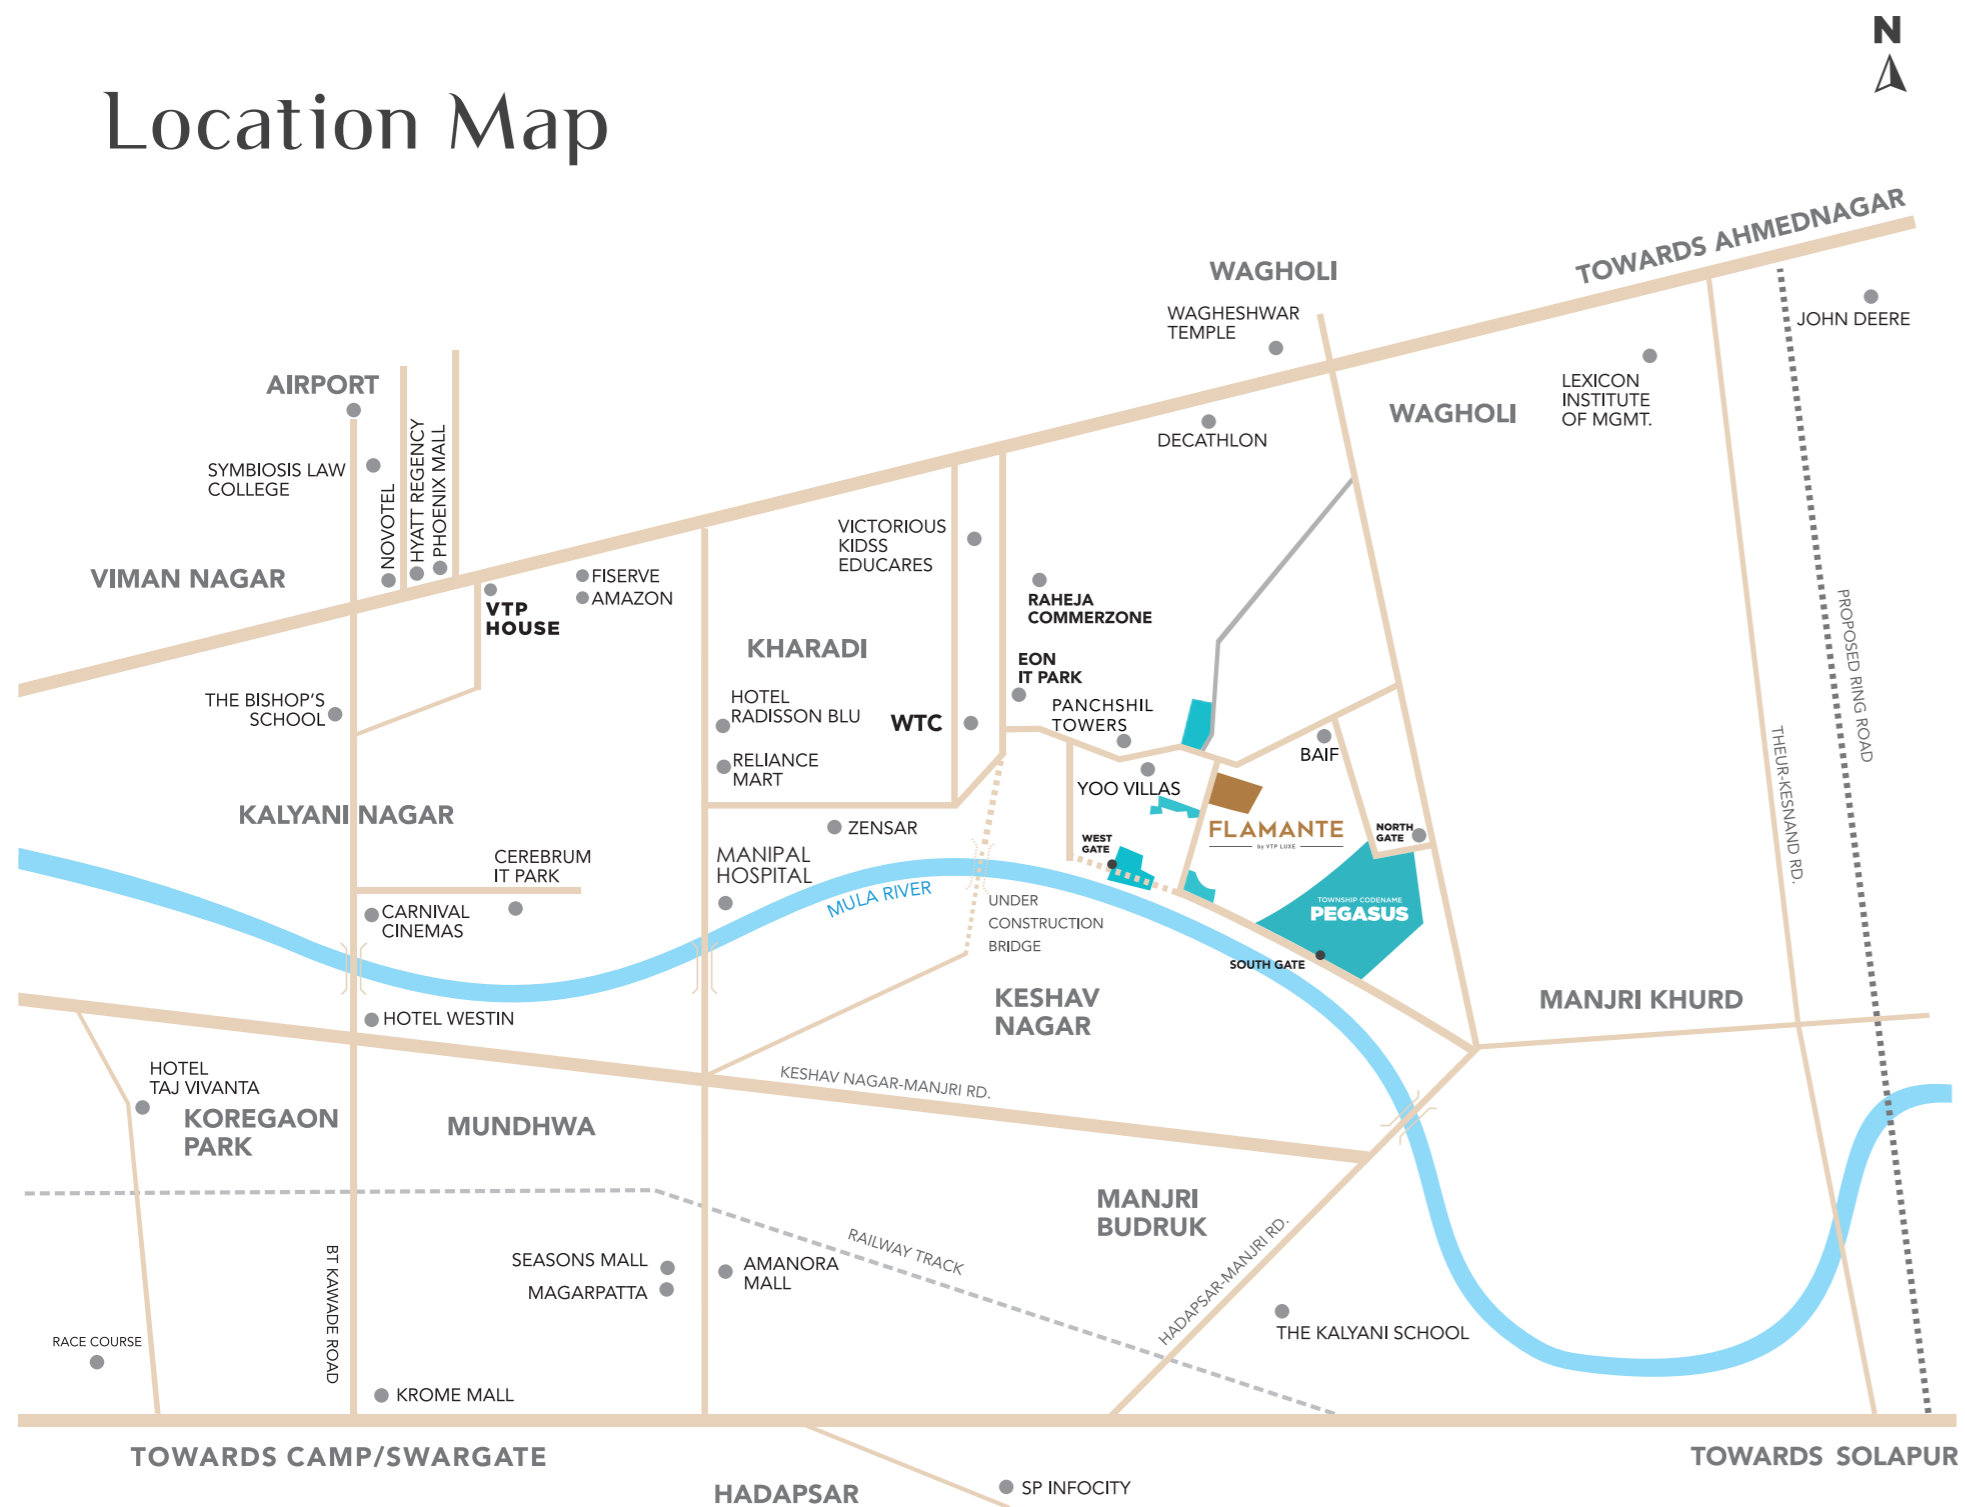 N
Location Map
TOWARDS AHMEDNAGAR
WAGHOLI
WAGHESHWAR
TEMPLE
JOHN DEERE
LEXICON
INSTITUTE
OF MGMT.
WAGHOLI
DECATHLON
AIRPORT
SYMBIOSIS LAW
COLLEGE
NOVOTEL
HYATT REGENCY
PHOENIX MALL
VIMAN NAGAR
VTP
HOUSE
FISERVE
AMAZON
VICTORIOUS
KIDSS
EDUCARES
RAHEJA
COMMERZONE
KHARADI
EON
IT PARK
PROPOSED RING ROAD
THE BISHOP'S
SCHOOL
HOTEL
RADISSON BLU
WTC
PANCHSHIL
TOWERS
BAIF
THEUR-KESNAND RD.
RELIANCE
MART
YOO VILLAS
KALYANI NAGAR
ZENSAR
FLAMANTE
by VTP LUXE
NORTH
GATE
WEST
GATE
CEREBRUM
IT PARK
MANIPAL
HOSPITAL
MULA RIVER
CARNIVAL
CINEMAS
UNDER
CONSTRUCTION
BRIDGE
TOWNSHIP CODENAME
PEGASUS
SOUTH GATE
KESHAV
NAGAR
MANJRI KHURD
HOTEL WESTIN
HOTEL
TAJ VIVANTA
KESHAV NAGAR-MANJRI RD.
KOREGAON
PARK
MUNDHWA
MANJRI
BUDRUK
RAILWAY TRACK
HADAPSAR-MANJRI RD.
BT KAWADE ROAD
SEASONS MALL
MAGARPATTA
AMANORA
MALL
THE KALYANI SCHOOL
RACE COURSE
KROME MALL
TOWARDS CAMP/SWARGATE
TOWARDS SOLAPUR
HADAPSAR
SP INFOCITY